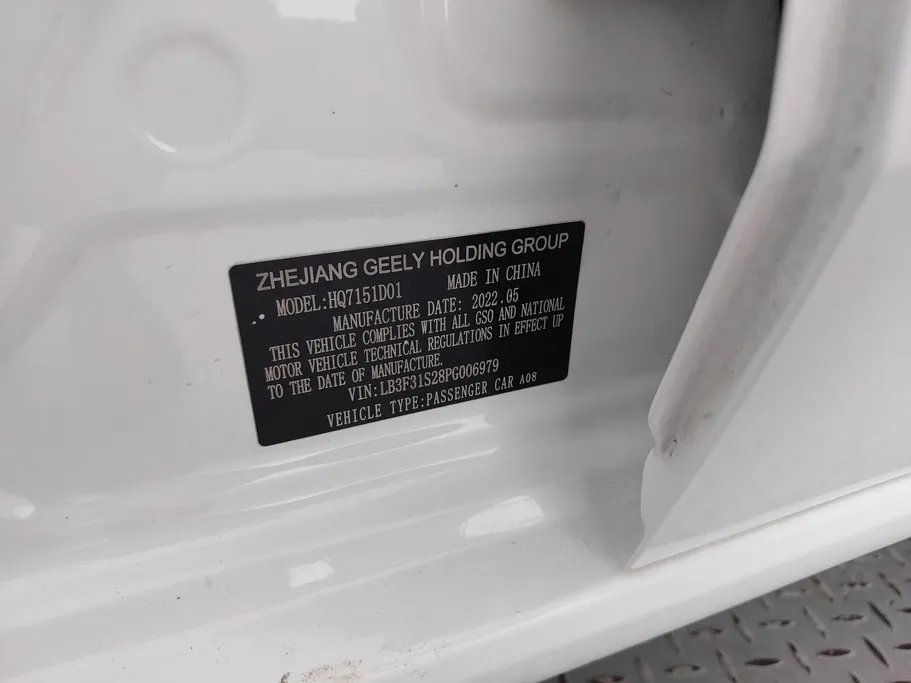 ZHEJIANG GEELY HOLDING GROUP
MODEL:HQ7151D01 MADE IN CHINA
MANUFACTURE DATE: 2022.05
THIS VEHICLE COMPLIES WITH ALL GSO AND NATIONAL
MOTOR VEHICLE TECHNICAL REGULATIONS IN EFFECT UP
TO THE DATE OF MANUFACTURE.
VIN:LB3F31S28PG006979
VEHICLE TYPE:PASSENGER CAR A08